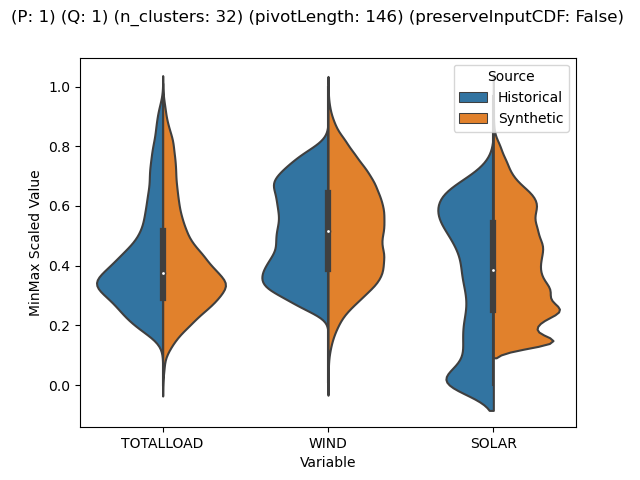 (P: 1) (Q: 1) (n_clusters: 32) (pivotLength: 146) (preserveInputCDF: False)
Source
Historical
Synthetic
MinMax Scaled Value
1.0
0.8
0.6
0.4
0.2
0.0
TOTALLOAD WIND SOLAR
Variable